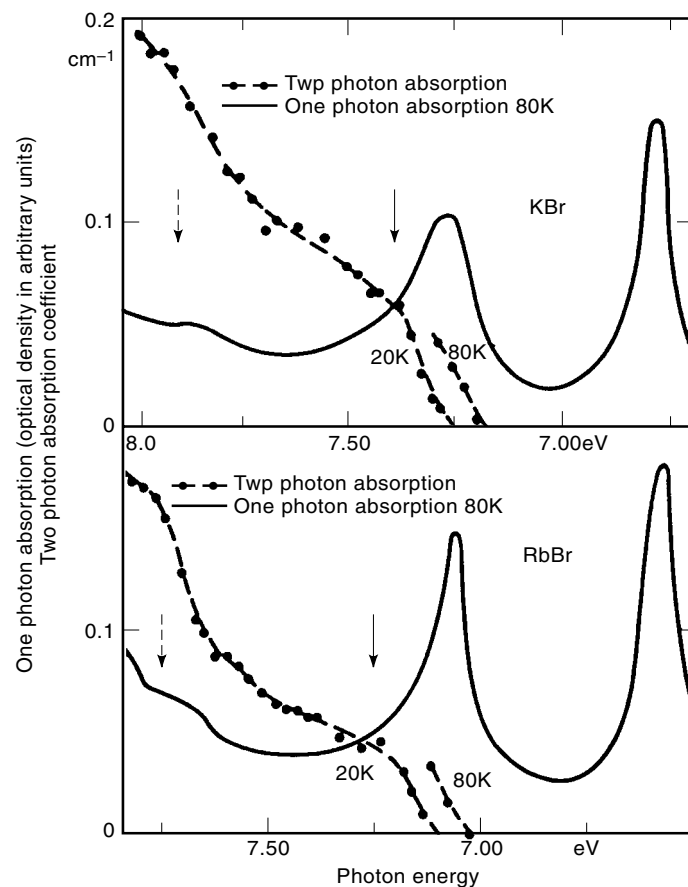 One photon absorption (optical density in arbitrary units)
Two photon absorption coefficient
0.2
cm⁻¹
Twp photon absorption
One photon absorption 80K
KBr
0.1
20K
80K
0
8.0
7.50
7.00eV
Twp photon absorption
One photon absorption 80K
RbBr
0.1
20K
80K
0
7.50
7.00
eV
Photon energy